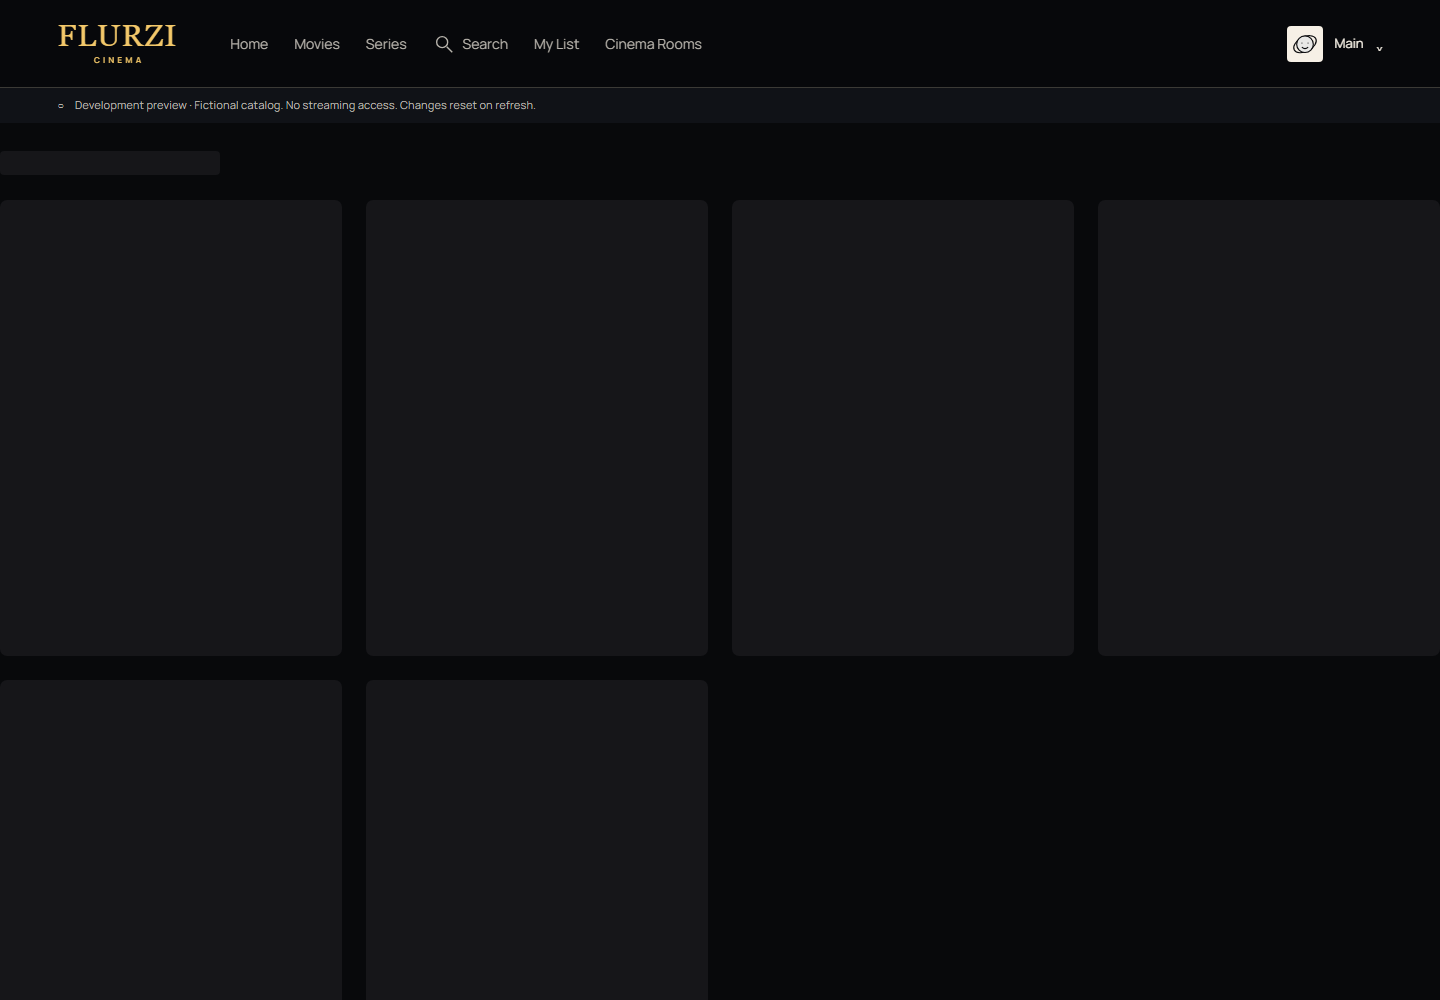 FLURZI
CINEMA
Home Movies Series Search My List Cinema Rooms
Main
Development preview · Fictional catalog. No streaming access. Changes reset on refresh.